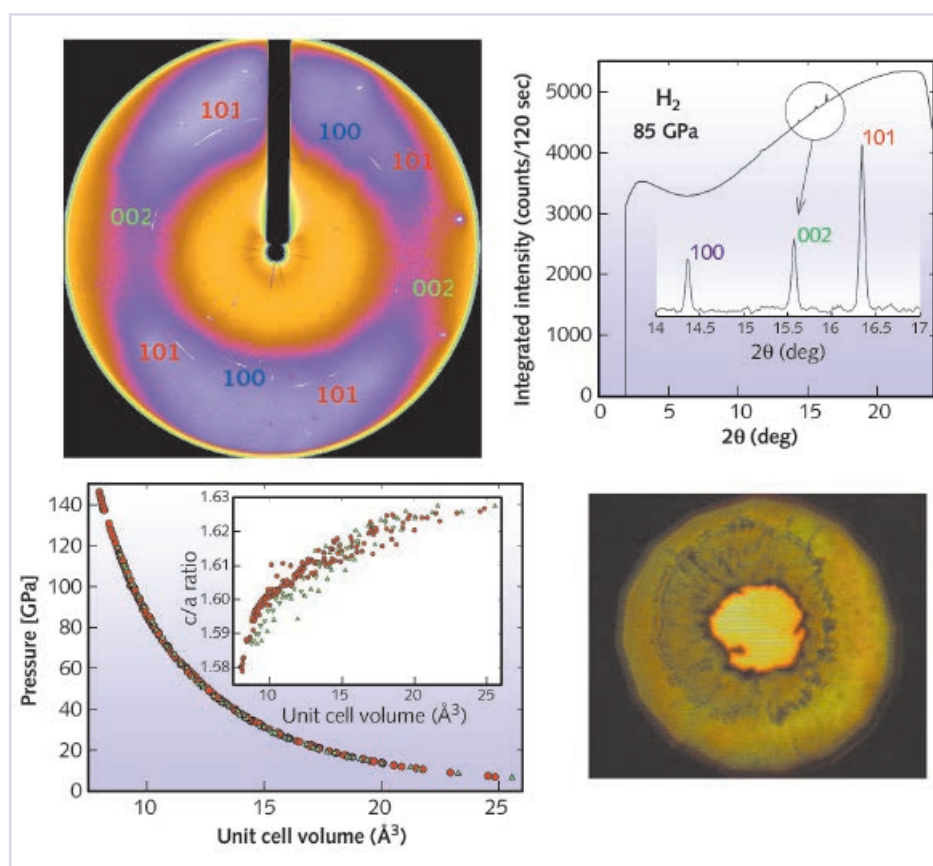 101
100
101
002
002
101
100
101
Integrated intensity (counts/120 sec)
5000
4000
3000
2000
1000
0
H2
85 GPa
101
002
100
14 14.5 15 15.5 16 16.5 17
2θ (deg)
0 5 10 15 20
2θ (deg)
Pressure [GPa]
140
120
100
80
60
40
20
0
c/a ratio
1.63
1.62
1.61
1.60
1.59
1.58
10 15 20 25
Unit cell volume (Å3)
10 15 20 25
Unit cell volume (Å3)